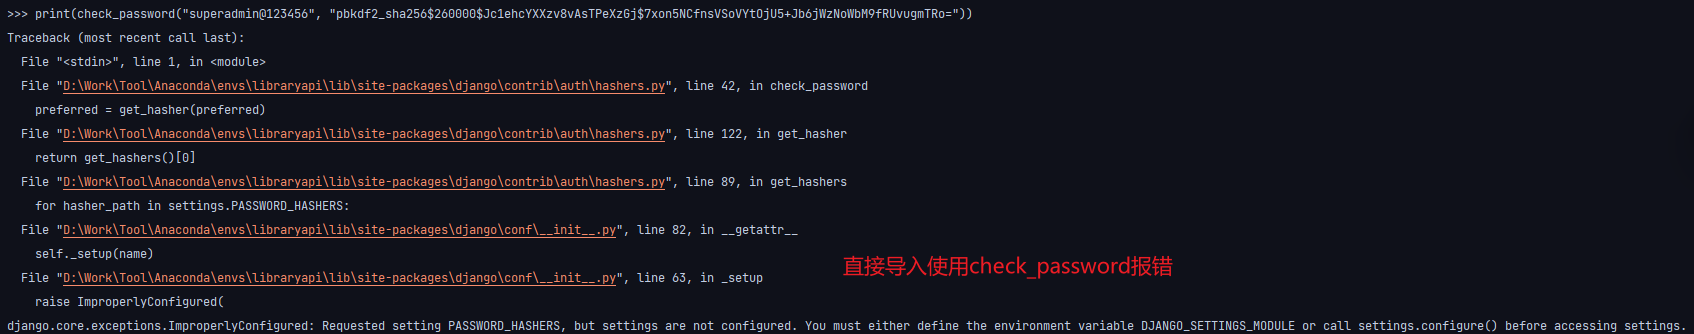 >>> print(check_password("superadmin@123456", "pbkdf2_sha256$260000$Jc1ehcYXXzv8vAsTPeXzGj$7xon5NCfnsVSoVYtOjU5+Jb6jWzNoWbM9fRUvugmTRo="))
Traceback (most recent call last):
  File "<stdin>", line 1, in <module>
  File "D:\Work\Tool\Anaconda\envs\libraryapi\lib\site-packages\django\contrib\auth\hashers.py", line 42, in check_password
    preferred = get_hasher(preferred)
  File "D:\Work\Tool\Anaconda\envs\libraryapi\lib\site-packages\django\contrib\auth\hashers.py", line 122, in get_hasher
    return get_hashers()[0]
  File "D:\Work\Tool\Anaconda\envs\libraryapi\lib\site-packages\django\contrib\auth\hashers.py", line 89, in get_hashers
    for hasher_path in settings.PASSWORD_HASHERS:
  File "D:\Work\Tool\Anaconda\envs\libraryapi\lib\site-packages\django\conf\__init__.py", line 82, in __getattr__
    self._setup(name)
  File "D:\Work\Tool\Anaconda\envs\libraryapi\lib\site-packages\django\conf\__init__.py", line 63, in _setup
直接导入使用check_password报错
    raise ImproperlyConfigured(
django.core.exceptions.ImproperlyConfigured: Requested setting PASSWORD_HASHERS, but settings are not configured. You must either define the environment variable DJANGO_SETTINGS_MODULE or call settings.configure() before accessing settings.